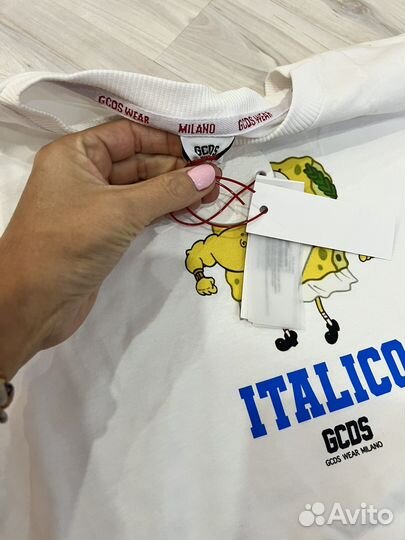 GCDS WEAR
MILANO
GCDS WEAR
GCDS
ITALICO
GCDS
GCDS WEAR MILANO
Avito